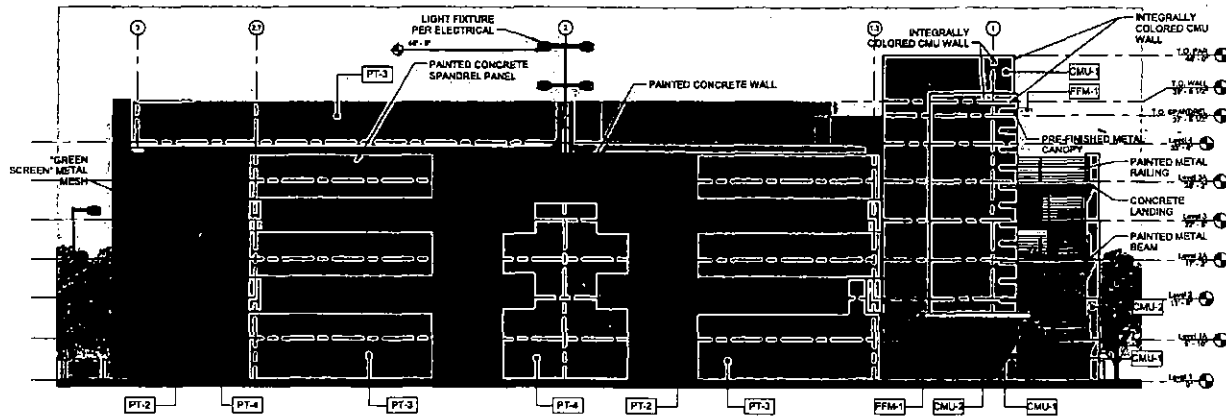 LIGHT FIXTURE
PER ELECTRICAL
PT-3
PAINTED CONCRETE
SPANDREL PANEL
PAINTED CONCRETE WALL
INTEGRALLY
COLORED CMU WALL
INTEGRALLY
COLORED CMU
WALL
CMU-1
T.O. WALL
FFM-1
T.O. SPANDREL
PRE-FINISHED METAL
CANOPY
"GREEN
SCREEN" METAL
MESH
PAINTED METAL
RAILING
CONCRETE
LANDING
PAINTED METAL
BEAM
CMU-2
CMU-1
Level 1
PT-2
PT-4
PT-3
PT-4
PT-2
PT-3
FFM-1
CMU-2
CMU-1